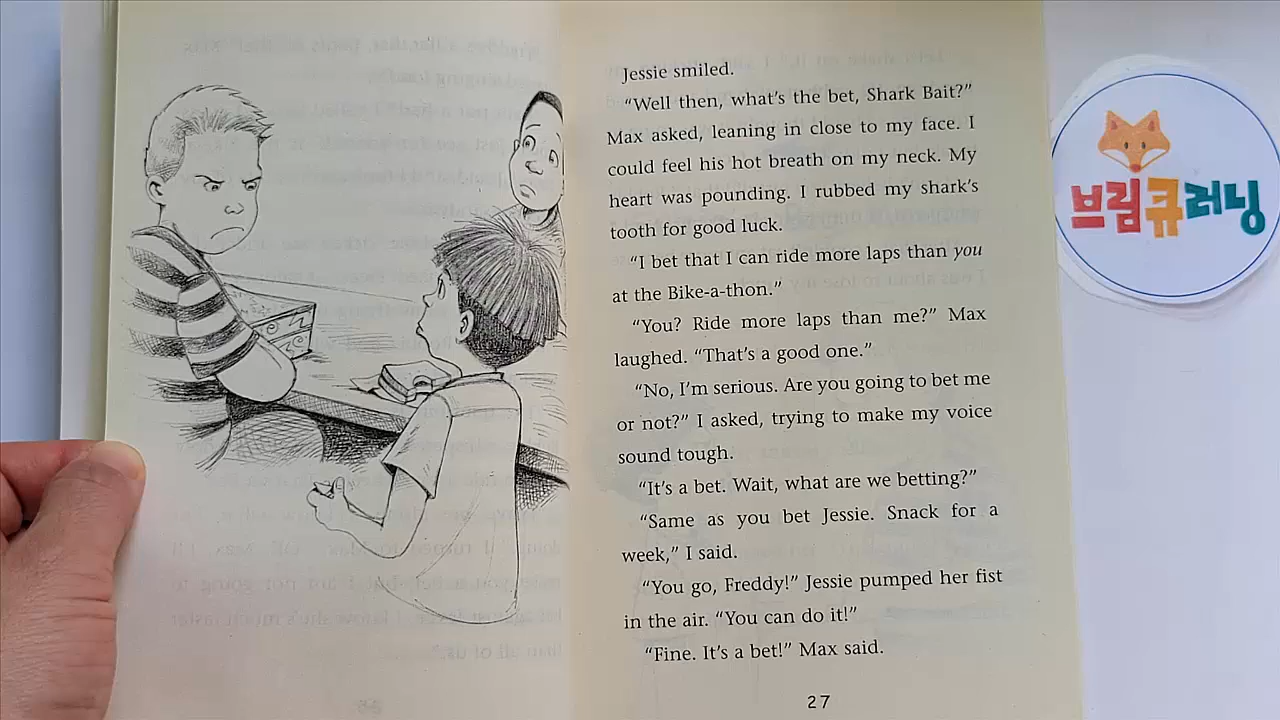 Jessie smiled.
“Well then, what’s the bet, Shark Bait?”
Max asked, leaning in close to my face. I
could feel his hot breath on my neck. My
heart was pounding. I rubbed my shark’s
tooth for good luck.
“I bet that I can ride more laps than you
at the Bike-a-thon.”
“You? Ride more laps than me?” Max
laughed. “That’s a good one.”
“No, I’m serious. Are you going to bet me
or not?” I asked, trying to make my voice
sound tough.
“It’s a bet. Wait, what are we betting?”
“Same as you bet Jessie. Snack for a
week,” I said.
“You go, Freddy!” Jessie pumped her fist
in the air. “You can do it!”
“Fine. It’s a bet!” Max said.
27
브림큐러닝